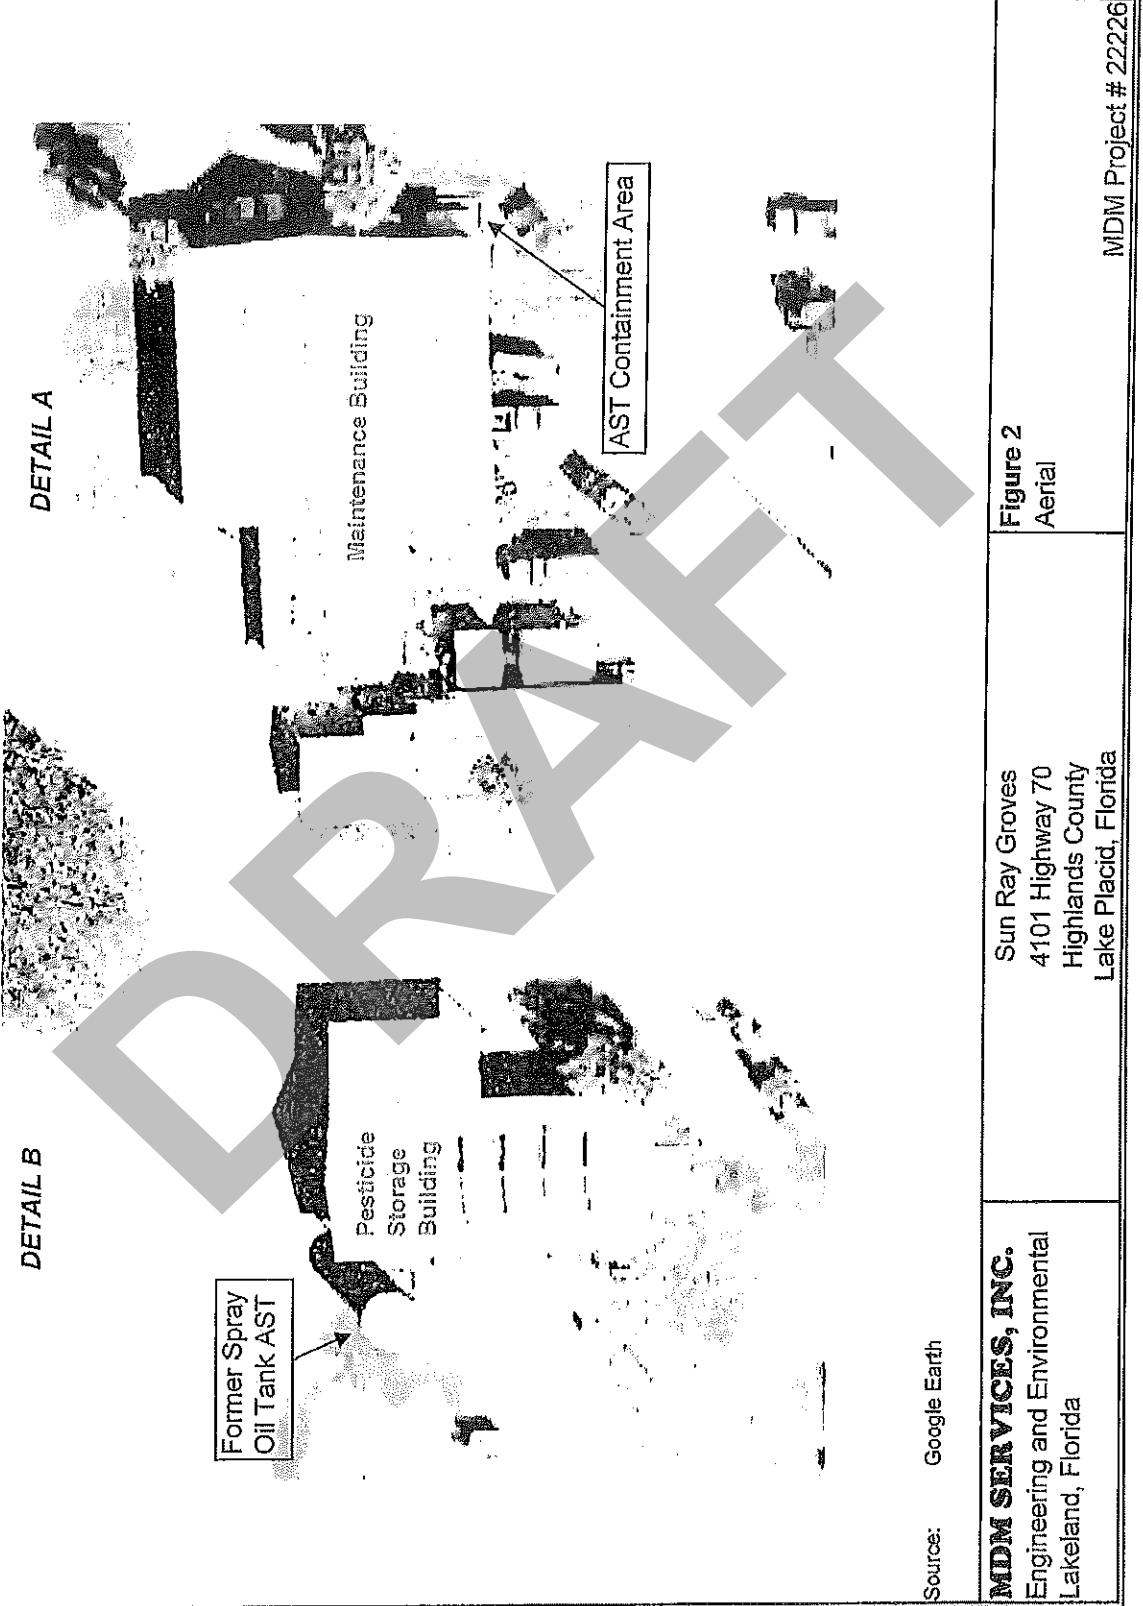 DETAIL B
DETAIL A
Former Spray
Oil Tank AST
Pesticide
Storage
Building
Maintenance Building
AST Containment Area
DRAFT
Source: Google Earth
MDM SERVICES, INC.
Engineering and Environmental
Lakeland, Florida
Sun Ray Groves
4101 Highway 70
Highlands County
Lake Placid, Florida
Figure 2
Aerial
MDM Project # 22226